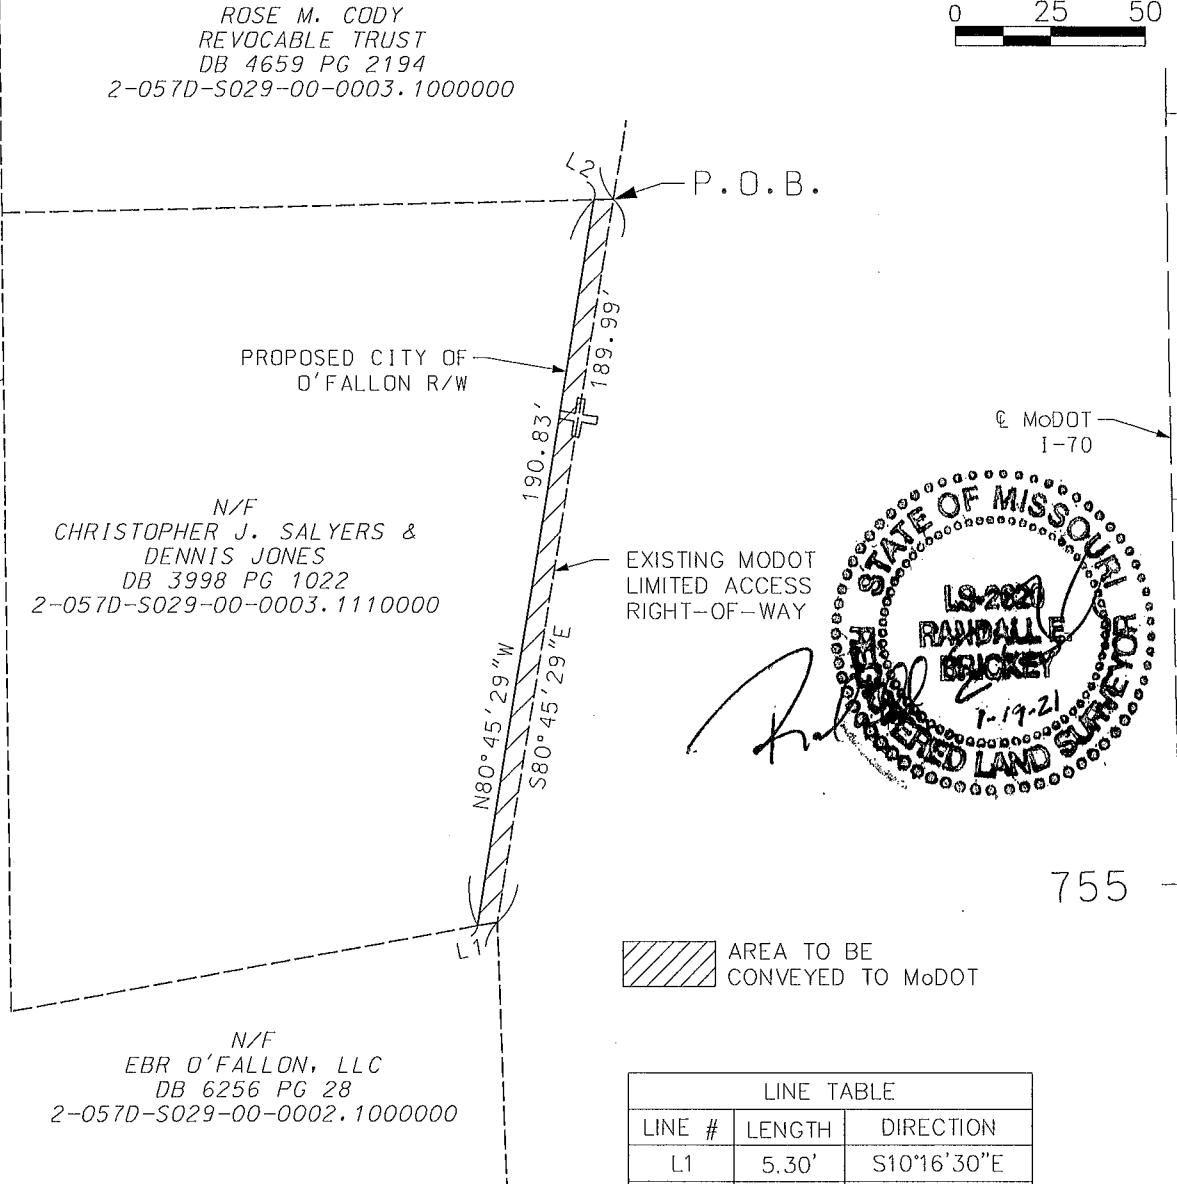 ROSE M. CODY
REVOCABLE TRUST
DB 4659 PG 2194
2-057D-S029-00-0003.1000000
0 25 50
L2
P.O.B.
PROPOSED CITY OF
O'FALLON R/W
189.99'
190.83'
℄ MoDOT
I-70
N/F
CHRISTOPHER J. SALYERS &
DENNIS JONES
DB 3998 PG 1022
2-057D-S029-00-0003.1110000
EXISTING MODOT
LIMITED ACCESS
RIGHT-OF-WAY
STATE OF MISSOURI
LS-2820
RANDALL E.
BRICKEY
1-19-21
REGISTERED LAND SURVEYOR
N80°45'29"W
S80°45'29"E
755
L1
AREA TO BE
CONVEYED TO MoDOT
N/F
EBR O'FALLON, LLC
DB 6256 PG 28
2-057D-S029-00-0002.1000000
LINE TABLE
LINE # LENGTH DIRECTION
L1 5.30' S10°16'30"E